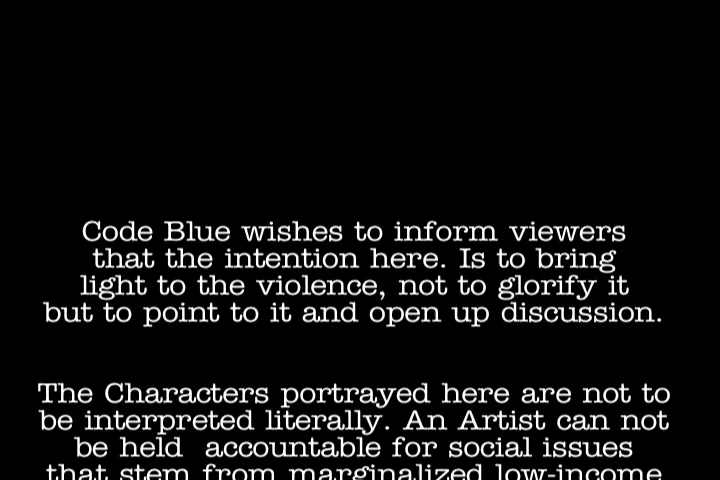 Code Blue wishes to inform viewers
that the intention here. Is to bring
light to the violence, not to glorify it
but to point to it and open up discussion.
The Characters portrayed here are not to
be interpreted literally. An Artist can not
be held  accountable for social issues
that stem from marginalized low-income